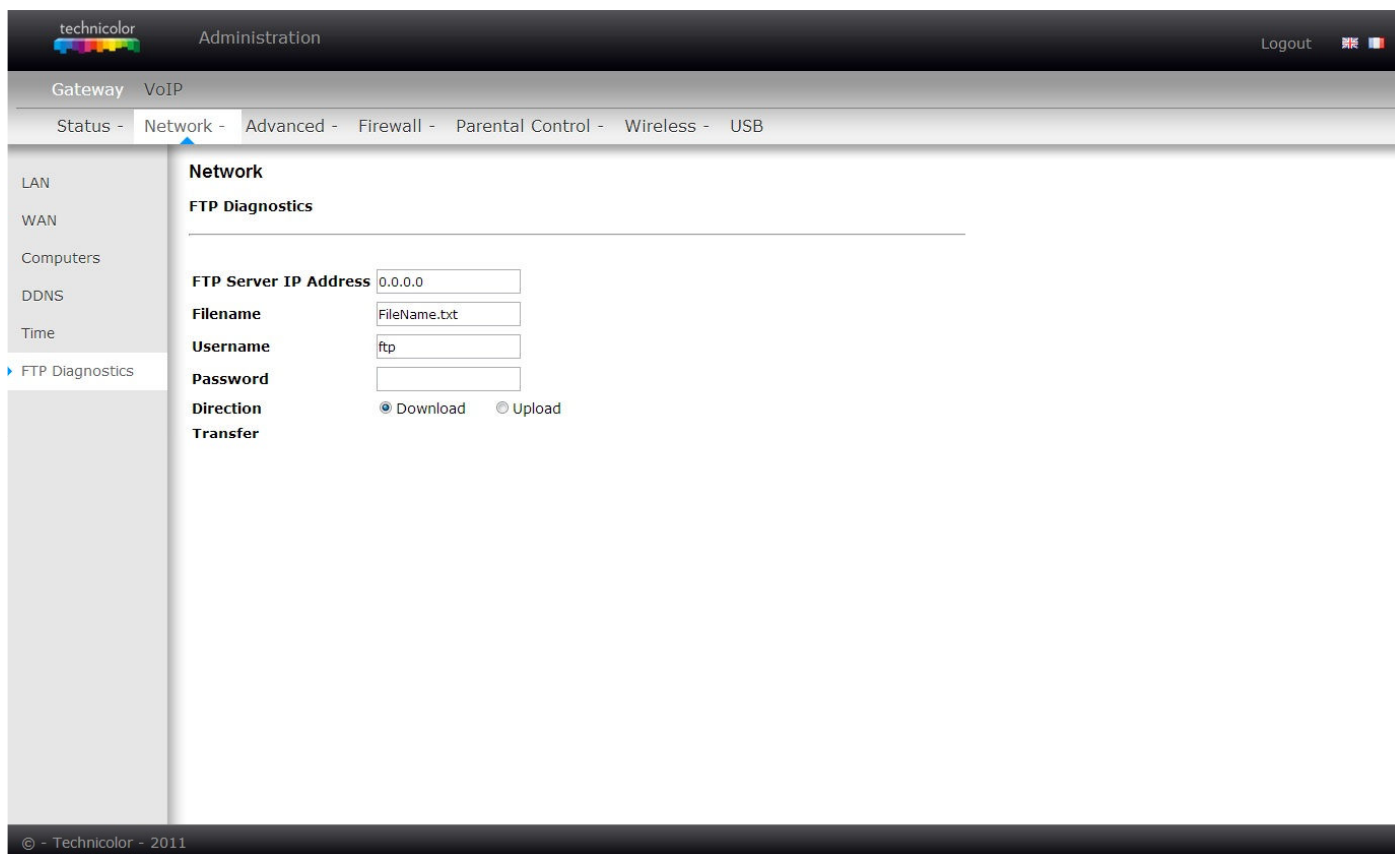 technicolor
Administration
Logout
Gateway VoIP
Status - Network - Advanced - Firewall - Parental Control - Wireless - USB
LAN
WAN
Computers
DDNS
Time
FTP Diagnostics
Network
FTP Diagnostics
FTP Server IP Address 0.0.0.0
Filename FileName.txt
Username ftp
Password
Direction Download Upload
Transfer
© - Technicolor - 2011